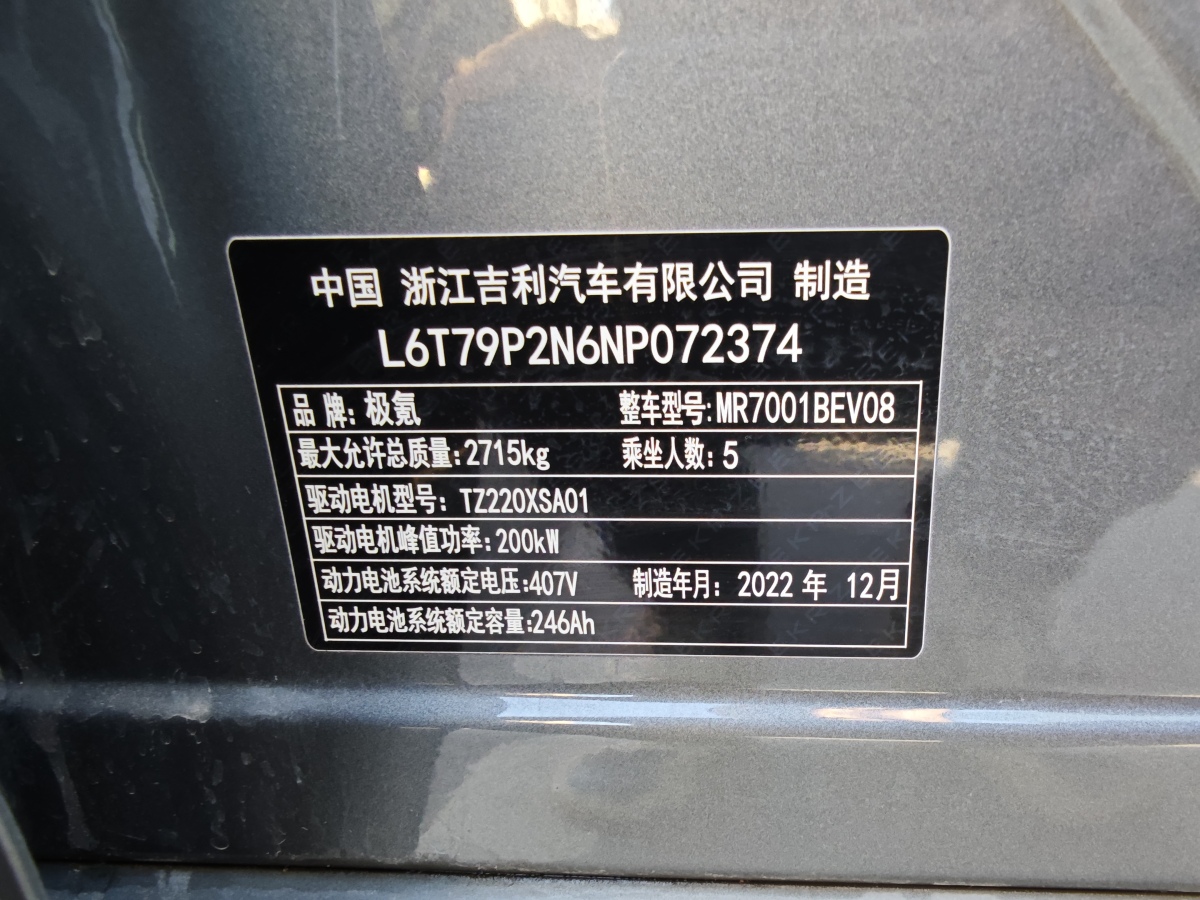 中国 浙江吉利汽车有限公司 制造
L6T79P2N6NP072374
品 牌: 极氪 整车型号: MR7001BEV08
最大允许总质量: 2715kg 乘坐人数: 5
驱动电机型号: TZ220XSA01
驱动电机峰值功率: 200kW
动力电池系统额定电压: 407V 制造年月: 2022 年 12月
动力电池系统额定容量: 246Ah